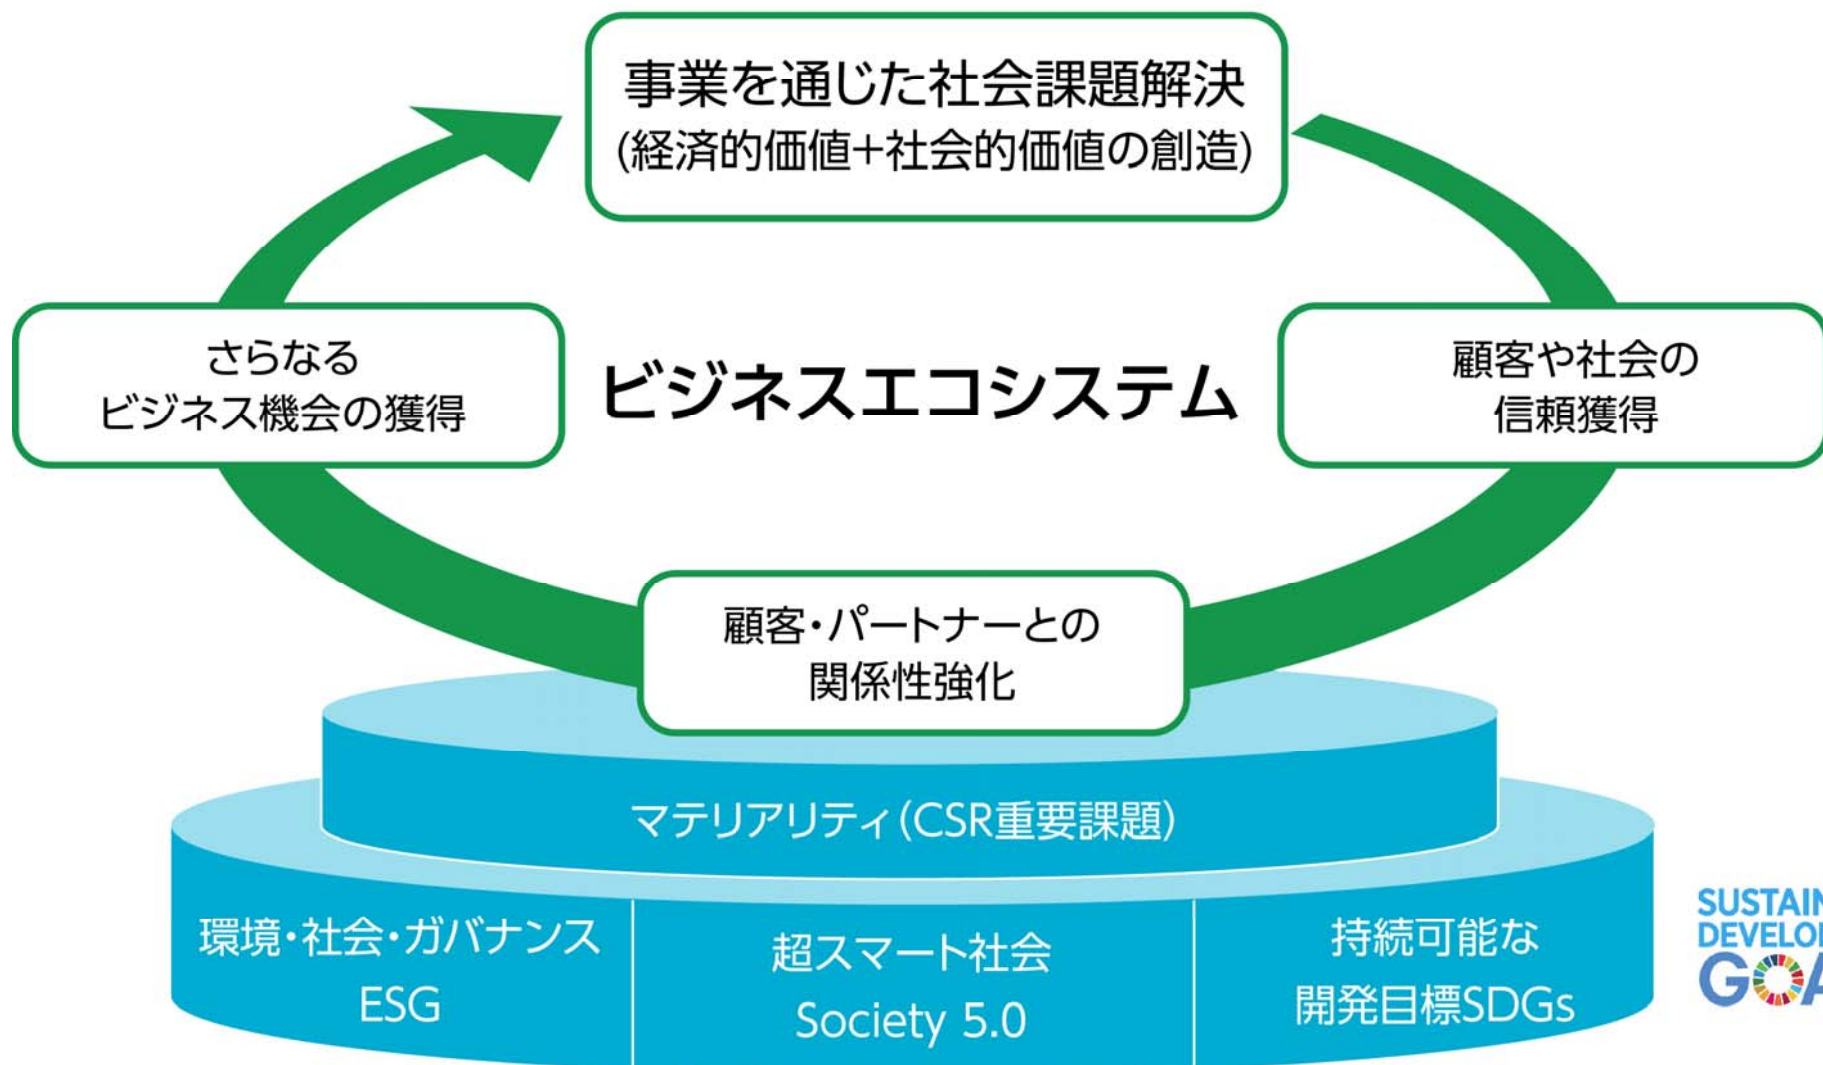 事業を通じた社会課題解決
(経済的価値+社会的価値の創造)
さらなる
ビジネス機会の獲得
ビジネスエコシステム
顧客や社会の
信頼獲得
顧客・パートナーとの
関係性強化
マテリアリティ(CSR重要課題)
環境・社会・ガバナンス
ESG
超スマート社会
Society 5.0
持続可能な
開発目標SDGs